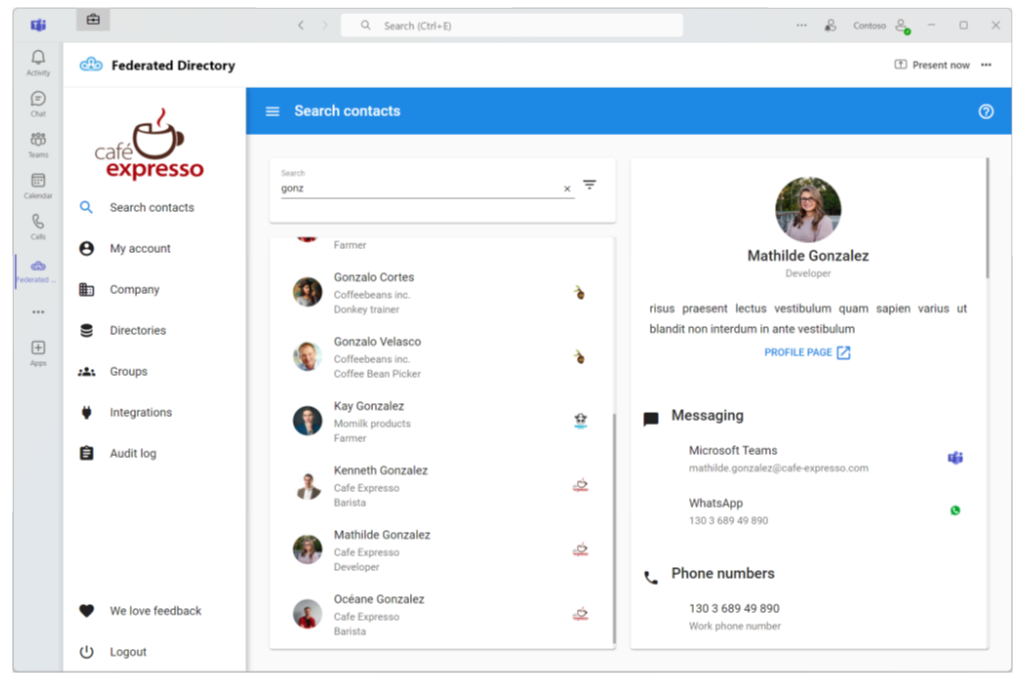 Search (Ctrl+E)
Contoso
Activity
Chat
Teams
Calendar
Calls
Federated ...
Apps
Federated Directory
Present now
café
expresso
Search contacts
My account
Company
Directories
Groups
Integrations
Audit log
We love feedback
Logout
Search contacts
Search
gonz
Farmer
Gonzalo Cortes
Coffeebeans inc.
Donkey trainer
Gonzalo Velasco
Coffeebeans inc.
Coffee Bean Picker
Kay Gonzalez
Momilk products
Farmer
Kenneth Gonzalez
Cafe Expresso
Barista
Mathilde Gonzalez
Cafe Expresso
Developer
Océane Gonzalez
Cafe Expresso
Barista
Mathilde Gonzalez
Developer
risus praesent lectus vestibulum quam sapien varius ut
blandit non interdum in ante vestibulum
PROFILE PAGE
Messaging
Microsoft Teams
mathilde.gonzalez@cafe-expresso.com
WhatsApp
130 3 689 49 890
Phone numbers
130 3 689 49 890
Work phone number